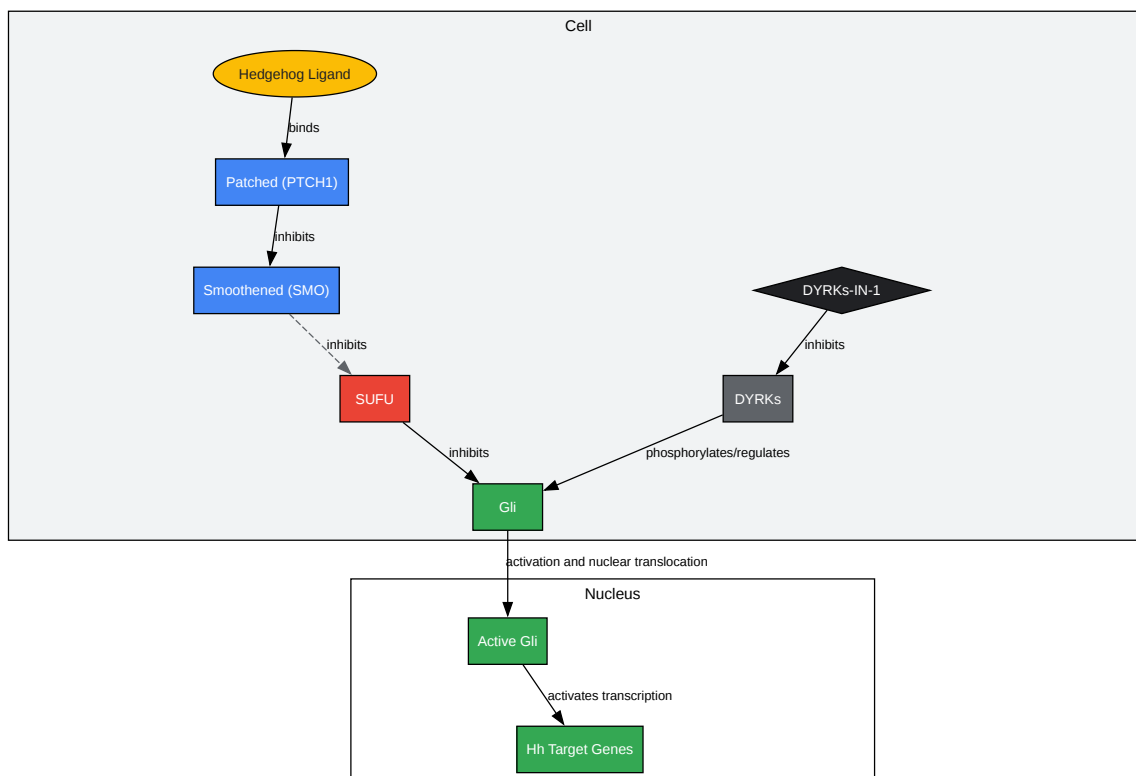 Cell
Hedgehog Ligand
binds
Patched (PTCH1)
inhibits
Smoothened (SMO)
DYRKs-IN-1
inhibits
inhibits
SUFU
DYRKs
inhibits
phosphorylates/regulates
Gli
activation and nuclear translocation
Nucleus
Active Gli
activates transcription
Hh Target Genes